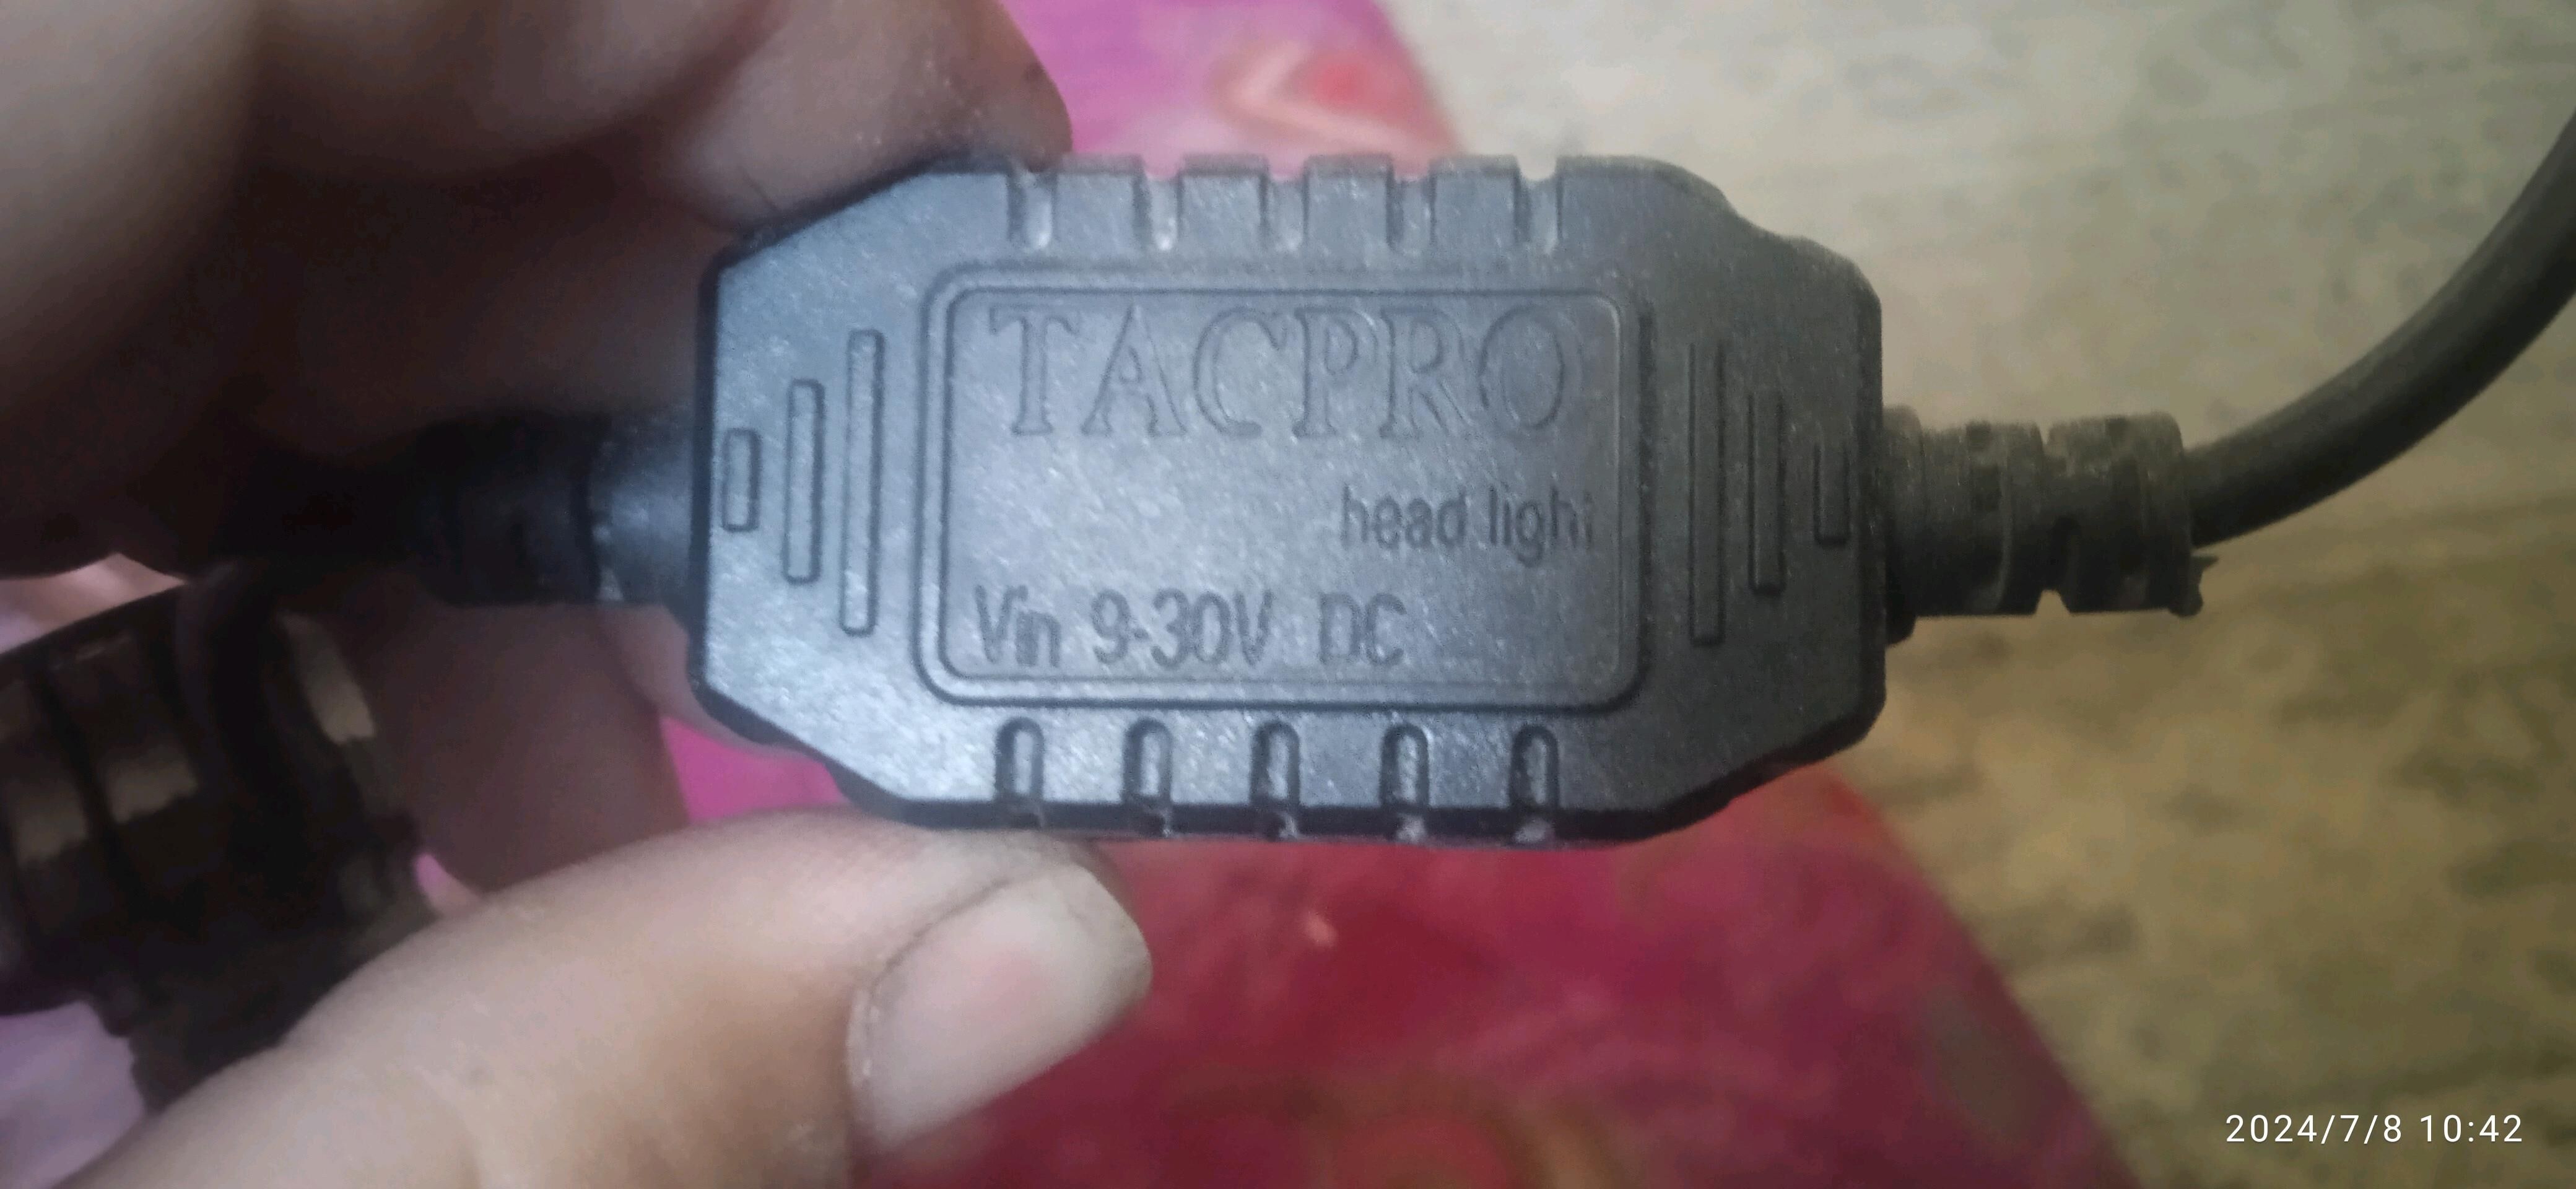 TACPRO
head light
Vin 9-30V DC
2024/7/8 10:42